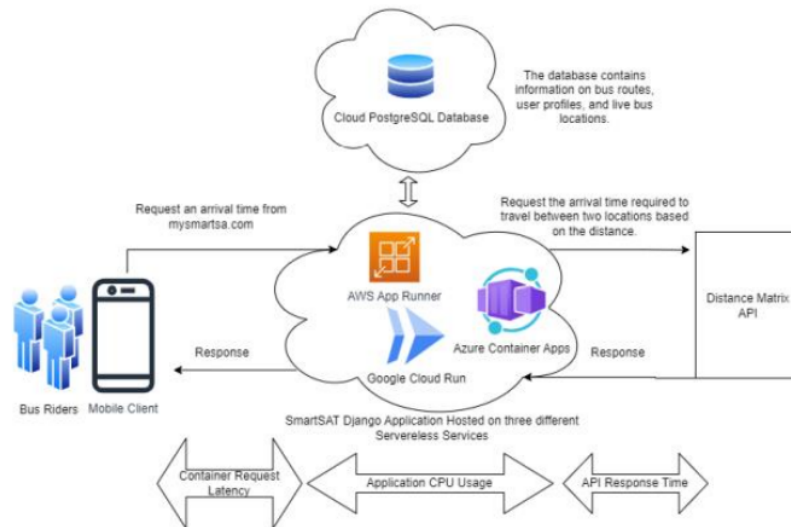 The database contains
information on bus routes,
user profiles, and live bus
locations.
Cloud PostgreSQL Database
Request an arrival time from
mysmartsa.com
Request the arrival time required to
travel between two locations based
on the distance.
AWS App Runner
Distance Matrix
API
Azure Container Apps
Response
Response
Google Cloud Run
Bus Riders
Mobile Client
SmartSAT Django Application Hosted on three different
Servereless Services
Container Request
Latency
Application CPU Usage
API Response Time